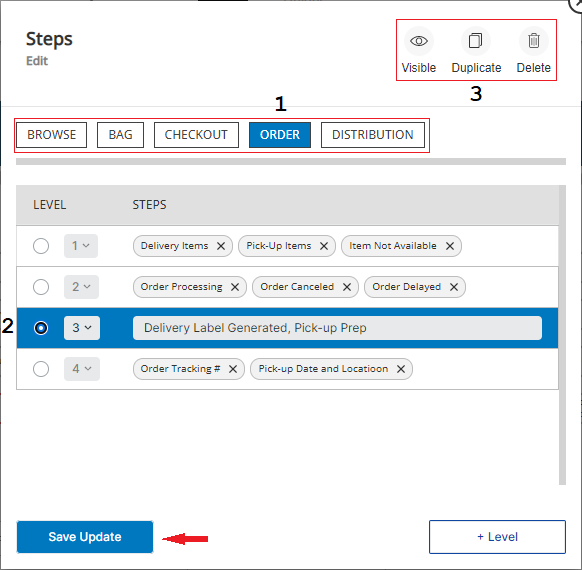 Steps
Edit
Visible Duplicate Delete
3
1
BROWSE BAG CHECKOUT ORDER DISTRIBUTION
LEVEL STEPS
1 Delivery Items Pick-Up Items Item Not Available
2 Order Processing Order Canceled Order Delayed
2 3 Delivery Label Generated, Pick-up Prep
4 Order Tracking # Pick-up Date and Locatioon
Save Update + Level